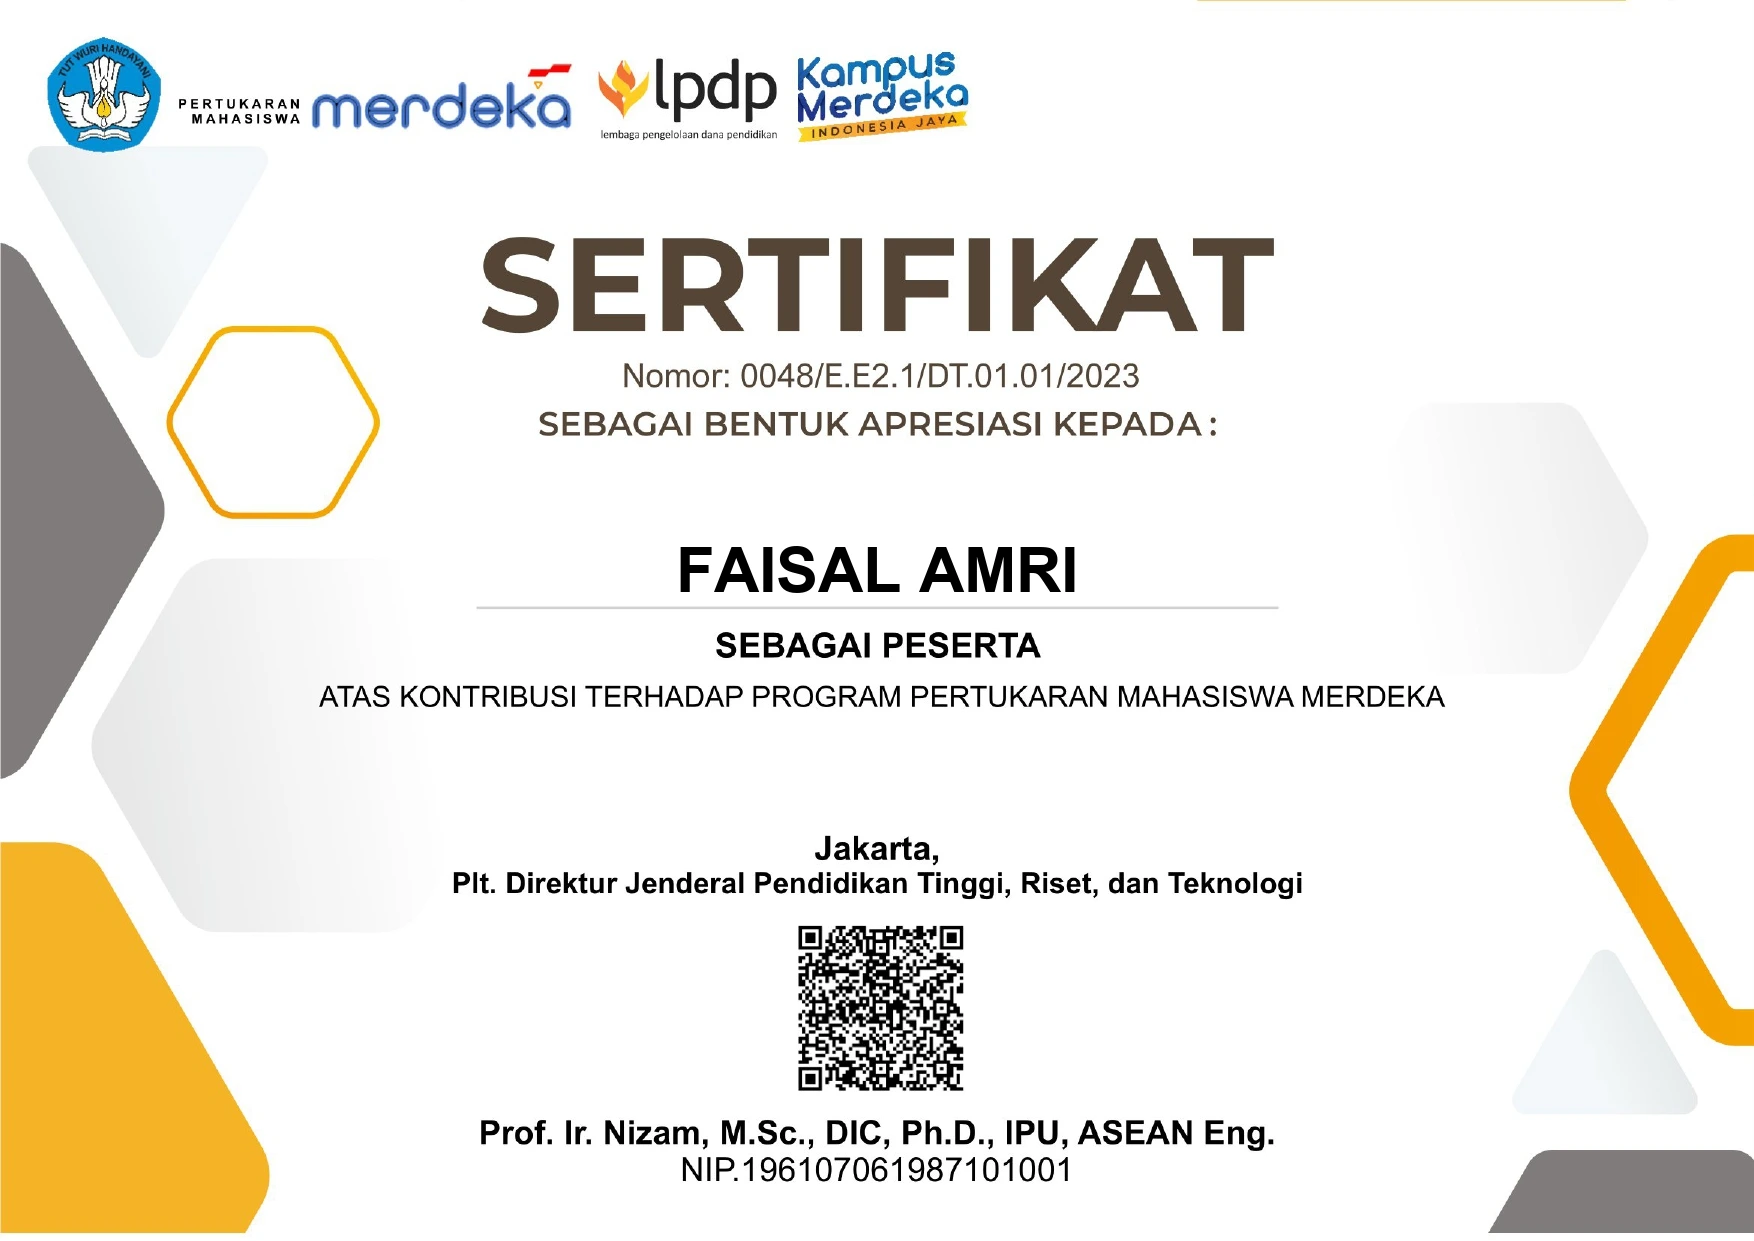 TUT WURI HANDAYANI
PERTUKARAN
MAHASISWA
merdeka
lpdp
lembaga pengelolaan dana pendidikan
Kampus
Merdeka
INDONESIA JAYA
SERTIFIKAT
Nomor: 0048/E.E2.1/DT.01.01/2023
SEBAGAI BENTUK APRESIASI KEPADA :
FAISAL AMRI
SEBAGAI PESERTA
ATAS KONTRIBUSI TERHADAP PROGRAM PERTUKARAN MAHASISWA MERDEKA
Jakarta,
Plt. Direktur Jenderal Pendidikan Tinggi, Riset, dan Teknologi
Prof. Ir. Nizam, M.Sc., DIC, Ph.D., IPU, ASEAN Eng.
NIP.196107061987101001